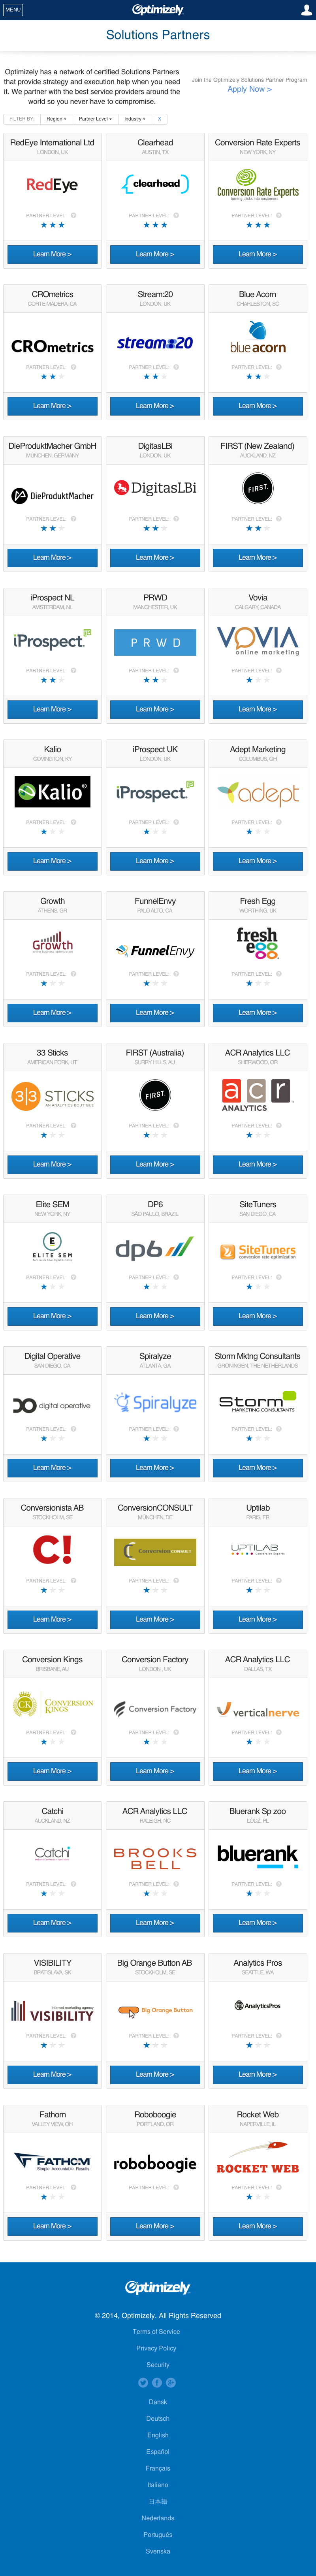 MENU
Optimizely
Solutions Partners
Optimizely has a network of certified Solutions Partners
that provide strategy and execution help when you need
it. We partner with the best service providers around the
world so you never have to compromise.
Join the Optimizely Solutions Partner Program
Apply Now >
FILTER BY: Region Partner Level Industry X
RedEye International Ltd
LONDON, UK
RedEye
PARTNER LEVEL:
Learn More >
Clearhead
AUSTIN, TX
clearhead
PARTNER LEVEL:
Learn More >
Conversion Rate Experts
NEW YORK, NY
Conversion Rate Experts
turning clicks into customers
PARTNER LEVEL:
Learn More >
CROmetrics
CORTE MADERA, CA
CROmetrics
PARTNER LEVEL:
Learn More >
Stream:20
LONDON, UK
stream:20
PARTNER LEVEL:
Learn More >
Blue Acorn
CHARLESTON, SC
blue acorn
PARTNER LEVEL:
Learn More >
DieProduktMacher GmbH
MÜNCHEN, GERMANY
DieProduktMacher
PARTNER LEVEL:
Learn More >
DigitasLBi
LONDON, UK
DigitasLBi
PARTNER LEVEL:
Learn More >
FIRST (New Zealand)
AUCKLAND, NZ
FIRST.
PARTNER LEVEL:
Learn More >
iProspect NL
AMSTERDAM, NL
iProspect.
PARTNER LEVEL:
Learn More >
PRWD
MANCHESTER, UK
PRWD
PARTNER LEVEL:
Learn More >
Vovia
CALGARY, CANADA
VOVIA
online marketing
PARTNER LEVEL:
Learn More >
Kalio
COVINGTON, KY
Kalio®
PARTNER LEVEL:
Learn More >
iProspect UK
LONDON, UK
iProspect.
PARTNER LEVEL:
Learn More >
Adept Marketing
COLUMBUS, OH
adept
PARTNER LEVEL:
Learn More >
Growth
ATHENS, GR
Growth
PARTNER LEVEL:
Learn More >
FunnelEnvy
PALO ALTO, CA
FunnelEnvy
PARTNER LEVEL:
Learn More >
Fresh Egg
WORTHING, UK
fresh
egg
PARTNER LEVEL:
Learn More >
33 Sticks
AMERICAN FORK, UT
3|3 STICKS
AN ANALYTICS BOUTIQUE
PARTNER LEVEL:
Learn More >
FIRST (Australia)
SURRY HILLS, AU
FIRST.
PARTNER LEVEL:
Learn More >
ACR Analytics LLC
SHERWOOD, OR
acr
ANALYTICS
PARTNER LEVEL:
Learn More >
Elite SEM
NEW YORK, NY
E
ELITE SEM
PARTNER LEVEL:
Learn More >
DP6
SÃO PAULO, BRAZIL
dp6
PARTNER LEVEL:
Learn More >
SiteTuners
SAN DIEGO, CA
SiteTuners
conversion rate optimization
PARTNER LEVEL:
Learn More >
Digital Operative
SAN DIEGO, CA
digital operative
PARTNER LEVEL:
Learn More >
Spiralyze
ATLANTA, GA
Spiralyze
PARTNER LEVEL:
Learn More >
Storm Mktng Consultants
GRONINGEN, THE NETHERLANDS
Storm
MARKETING CONSULTANTS
PARTNER LEVEL:
Learn More >
Conversionista AB
STOCKHOLM, SE
C!
PARTNER LEVEL:
Learn More >
ConversionCONSULT
MÜNCHEN, DE
ConversionCONSULT
PARTNER LEVEL:
Learn More >
Uptilab
PARIS, FR
UPTILAB
PARTNER LEVEL:
Learn More >
Conversion Kings
BRISBANE, AU
CK
CONVERSION
KINGS
PARTNER LEVEL:
Learn More >
Conversion Factory
LONDON , UK
Conversion Factory
PARTNER LEVEL:
Learn More >
ACR Analytics LLC
DALLAS, TX
verticalnerve
PARTNER LEVEL:
Learn More >
Catchi
AUCKLAND, NZ
Catchi
PARTNER LEVEL:
Learn More >
ACR Analytics LLC
RALEIGH, NC
BROOKS
BELL
PARTNER LEVEL:
Learn More >
Bluerank Sp zoo
ŁÓDŹ, PL
bluerank
PARTNER LEVEL:
Learn More >
VISIBILITY
BRATISLAVA, SK
internet marketing agency
VISIBILITY
PARTNER LEVEL:
Learn More >
Big Orange Button AB
STOCKHOLM, SE
Big Orange Button
PARTNER LEVEL:
Learn More >
Analytics Pros
SEATTLE, WA
AnalyticsPros
PARTNER LEVEL:
Learn More >
Fathom
VALLEY VIEW, OH
FATHOM
Simple. Accountable. Results.
PARTNER LEVEL:
Learn More >
Roboboogie
PORTLAND, OR
roboboogie
PARTNER LEVEL:
Learn More >
Rocket Web
NAPERVILLE, IL
ROCKET WEB
PARTNER LEVEL:
Learn More >
Optimizely
© 2014, Optimizely. All Rights Reserved
Terms of Service
Privacy Policy
Security
Dansk
Deutsch
English
Español
Français
Italiano
日本語
Nederlands
Português
Svenska